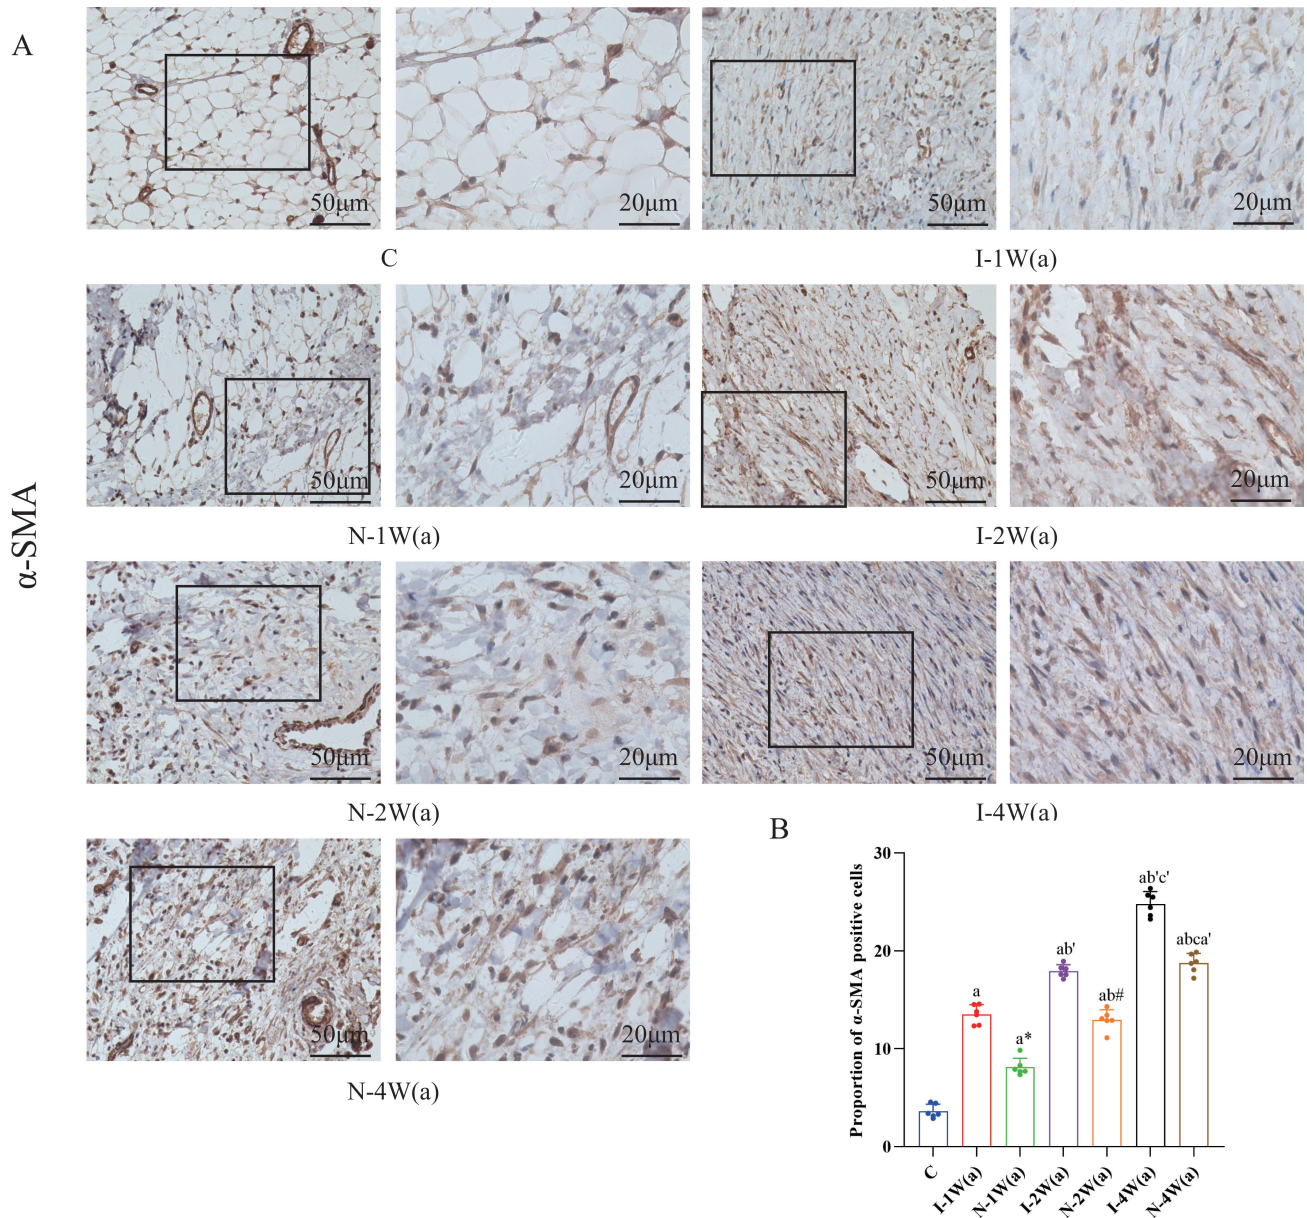 A
50μm
20μm
50μm
20μm
C
I-1W(a)
50μm
20μm
50μm
20μm
N-1W(a)
I-2W(a)
α-SMA
50μm
20μm
50μm
20μm
N-2W(a)
I-4W(a)
50μm
20μm
N-4W(a)
B
Proportion of α-SMA positive cells
30
20
10
0
a
a*
ab'
ab#
ab'c'
abca'
C
I-1W(a)
N-1W(a)
I-2W(a)
N-2W(a)
I-4W(a)
N-4W(a)